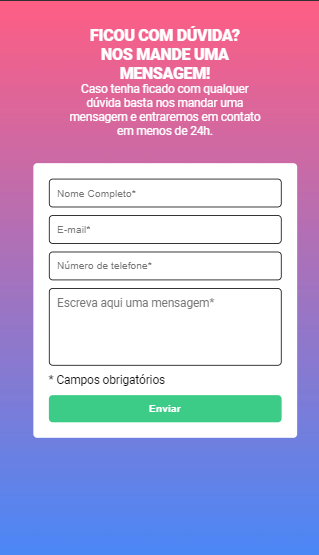 FICOU COM DÚVIDA?
NOS MANDE UMA
MENSAGEM!
Caso tenha ficado com qualquer
dúvida basta nos mandar uma
mensagem e entraremos em contato
em menos de 24h.
Nome Completo*
E-mail*
Número de telefone*
Escreva aqui uma mensagem*
* Campos obrigatórios
Enviar